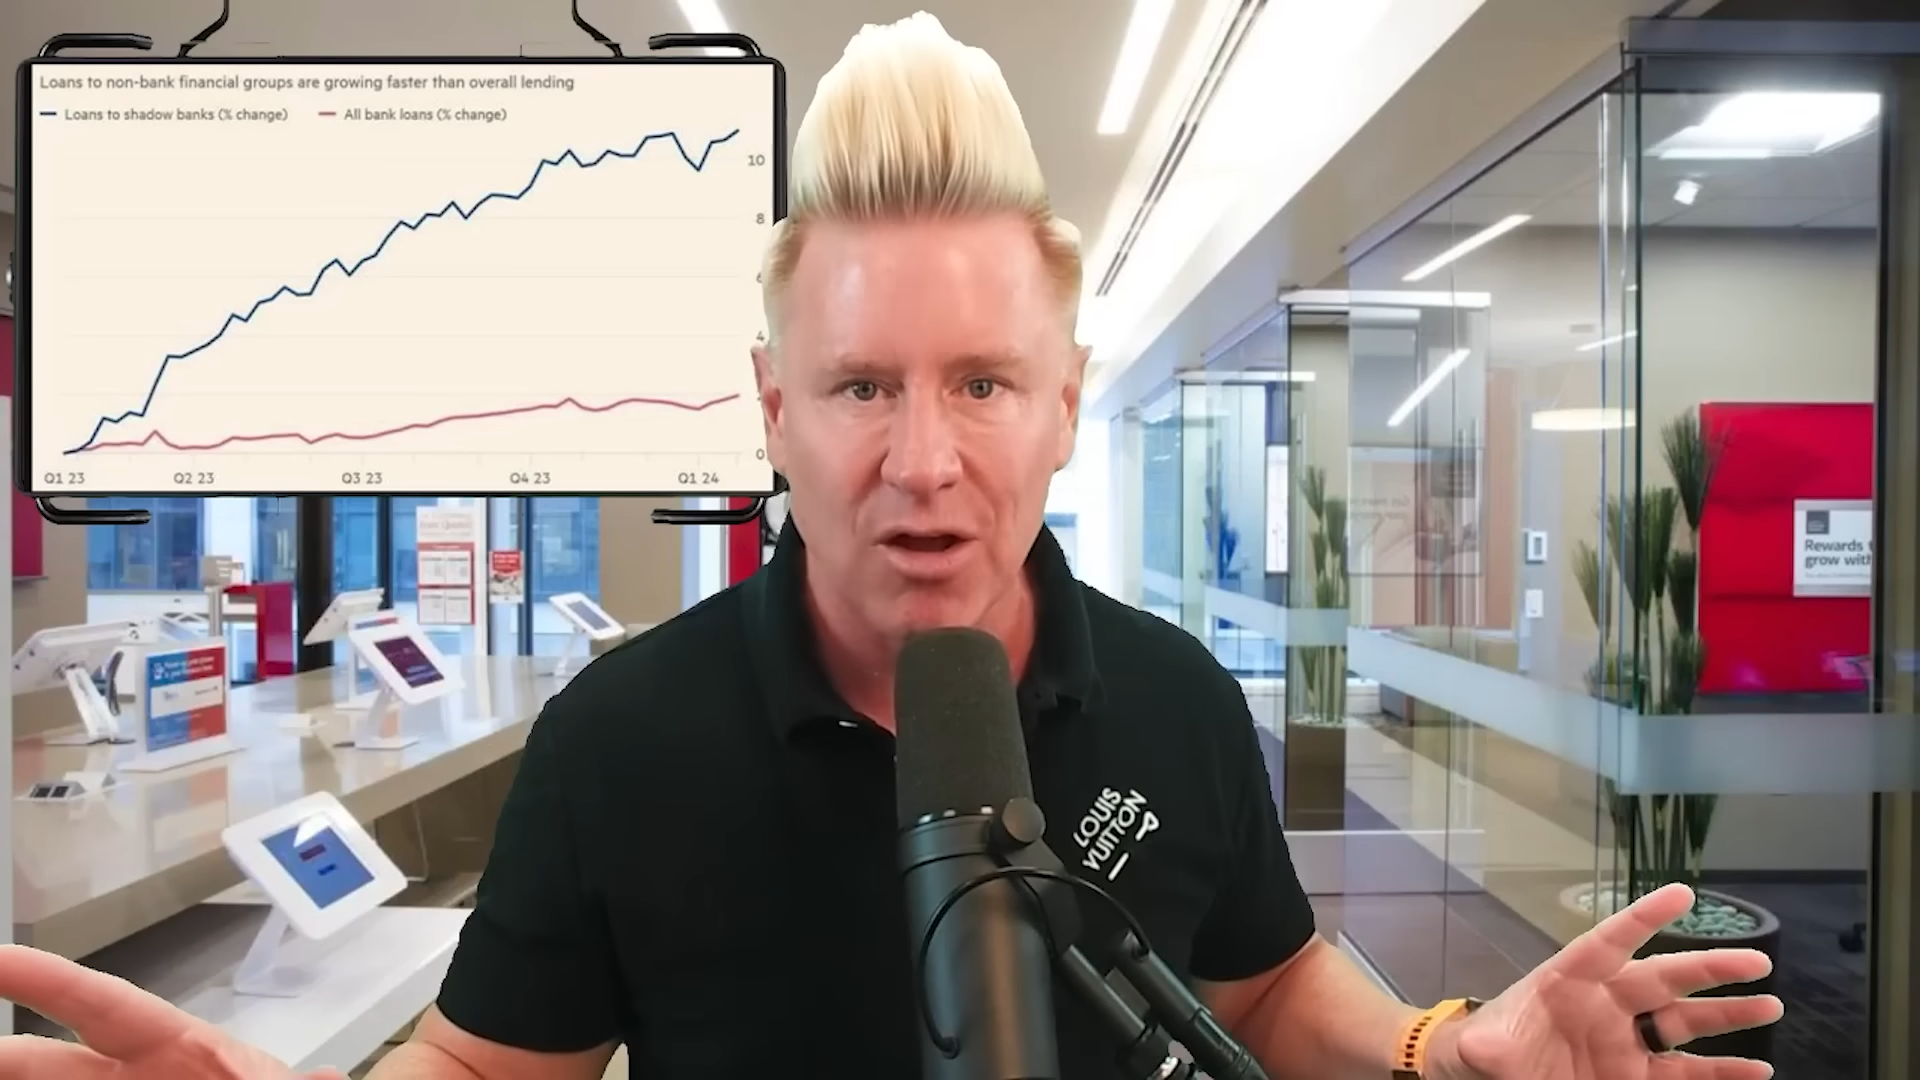 Loans to non-bank financial groups are growing faster than overall lending
Loans to shadow banks (% change) All bank loans (% change)
10
8
4
0
Q1 23 Q2 23 Q3 23 Q4 23 Q1 24
LOUIS
VUITTON
Rewards
grow with